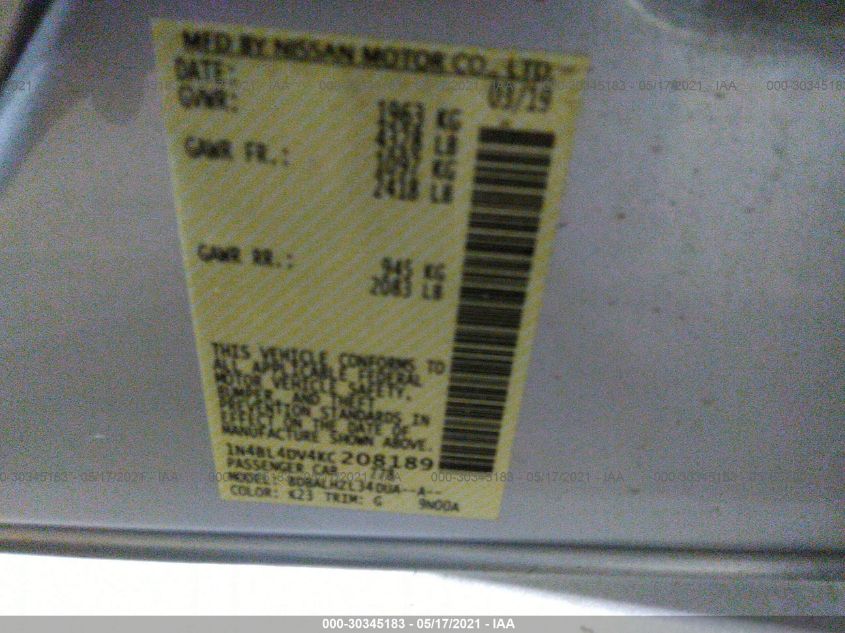 MFD BY NISSAN MOTOR CO., LTD.
DATE: 03/19
GVWR: 1963 KG
LB
GAWR FR.: KG
2418 LB
GAWR RR.: 945 KG
2083 LB
THIS VEHICLE CONFORMS TO
ALL APPLICABLE FEDERAL
MOTOR VEHICLE SAFETY,
BUMPER, AND THEFT
PREVENTION STANDARDS IN
EFFECT ON THE DATE OF
MANUFACTURE SHOWN ABOVE.
1N4BL4DV4KC208189
PASSENGER CAR
MODEL:
COLOR: K23 TRIM: G 9N00A
000-30345183 - 05/17/2021 - IAA